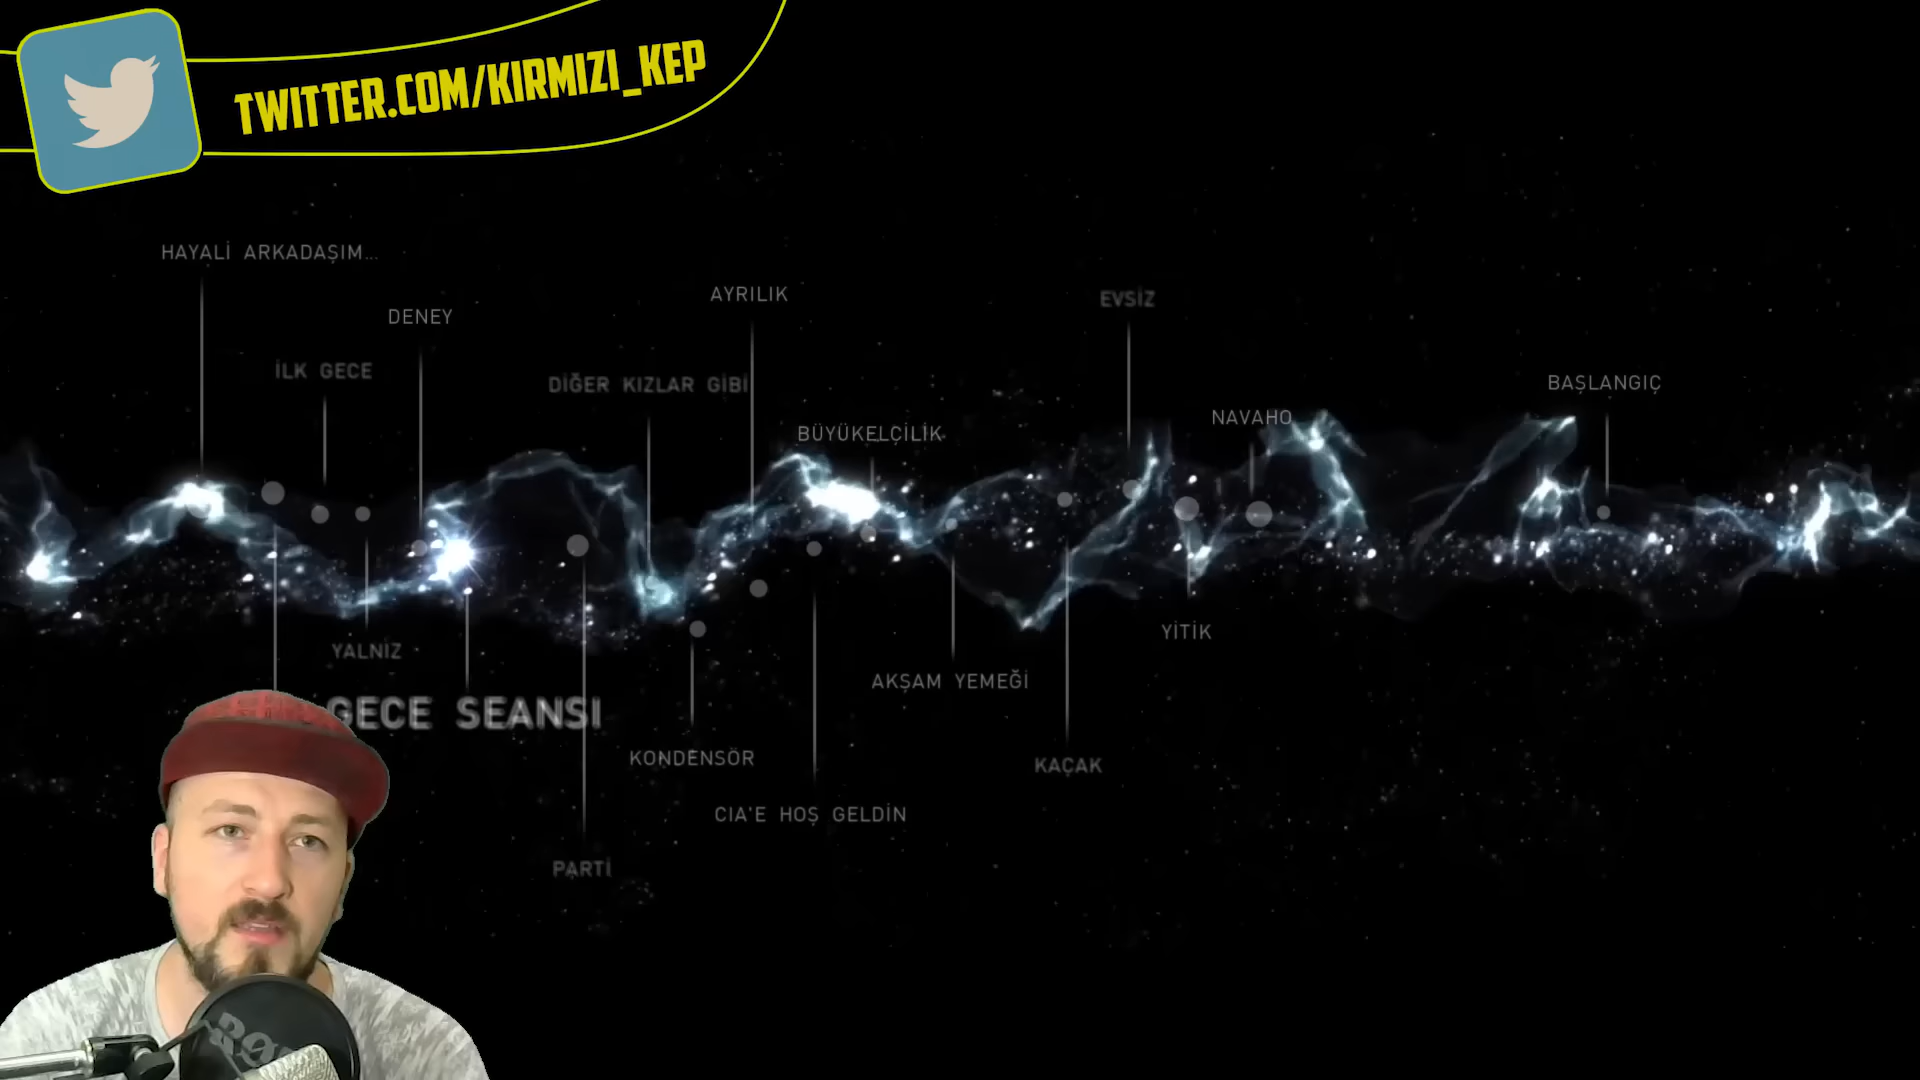 TWITTER.COM/KIRMIZI_KEP
HAYALİ ARKADAŞIM...
AYRILIK
EVSİZ
DENEY
İLK GECE
DİĞER KIZLAR GİBİ
BAŞLANGIÇ
NAVAHO
BÜYÜKELÇİLİK
YİTİK
YALNIZ
AKŞAM YEMEĞİ
GECE SEANSI
KONDENSÖR
KAÇAK
CIA'E HOŞ GELDİN
PARTİ